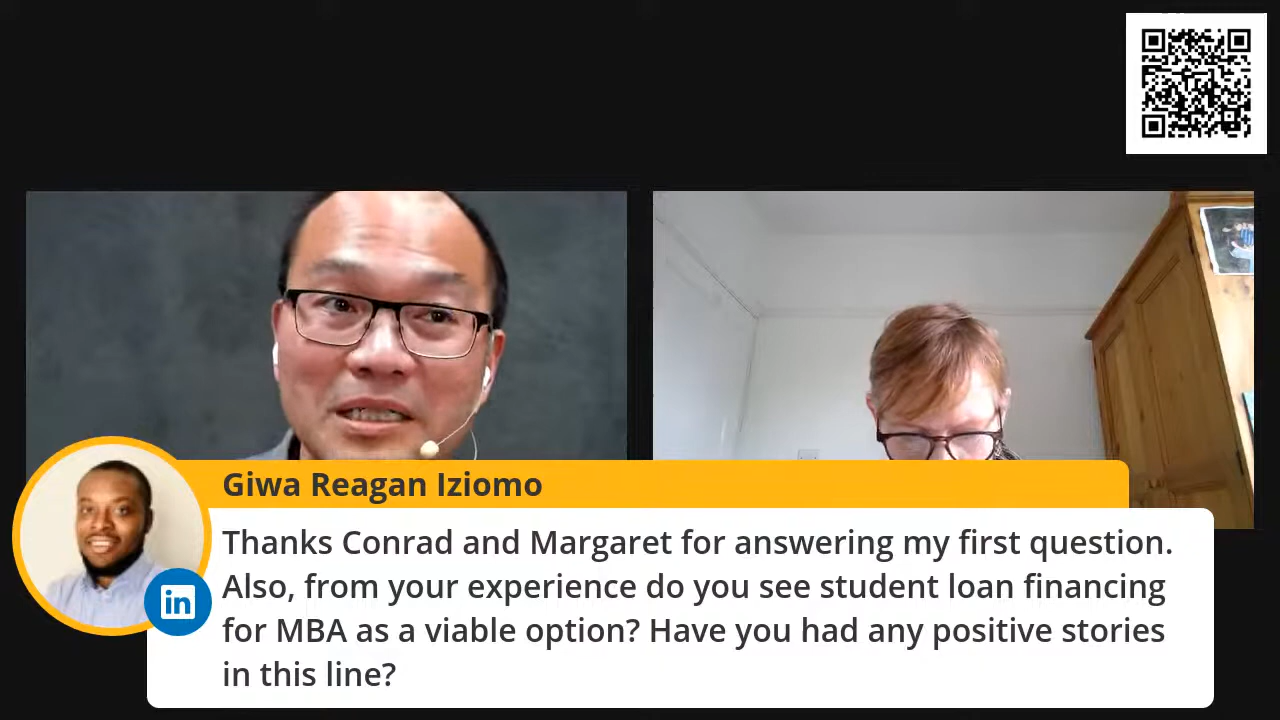 Giwa Reagan Iziomo
Thanks Conrad and Margaret for answering my first question.
Also, from your experience do you see student loan financing
for MBA as a viable option? Have you had any positive stories
in this line?
in